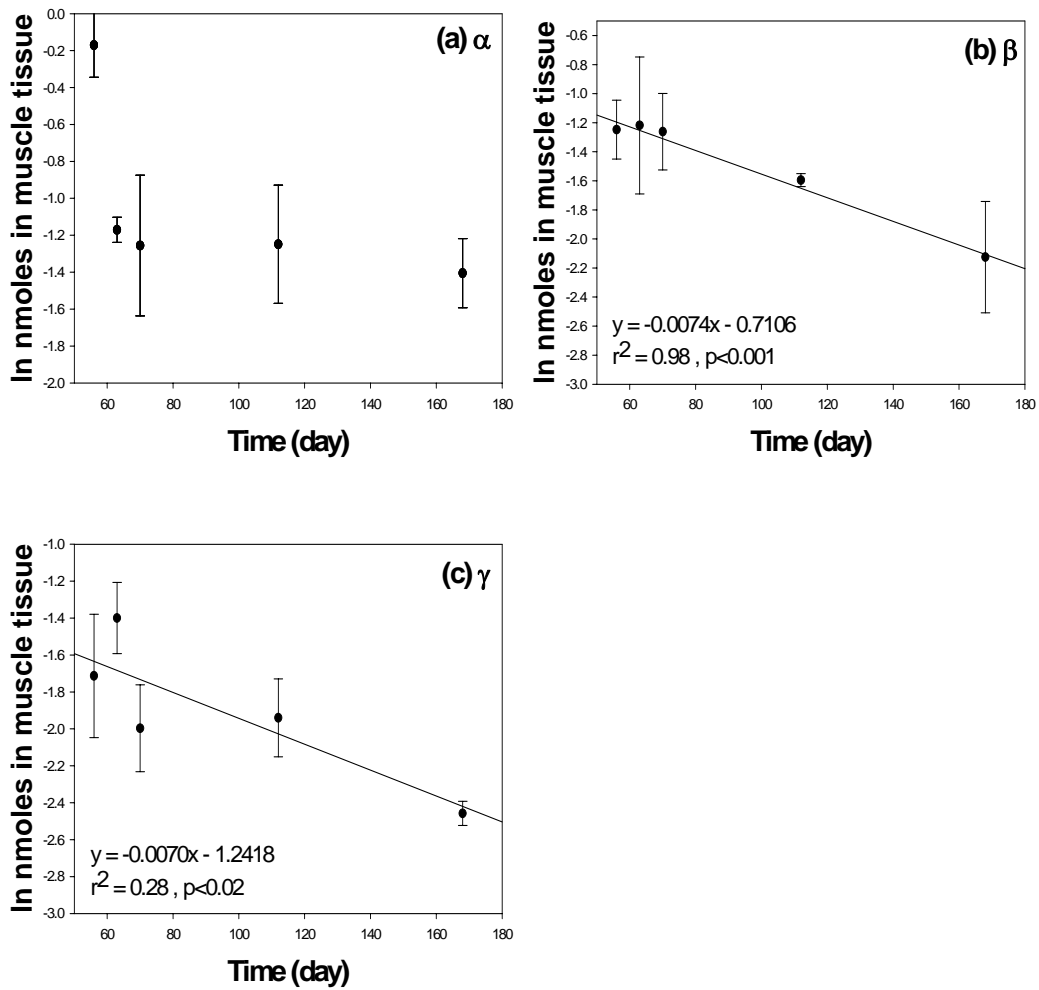 (a) α
ln nmoles in muscle tissue
0.0
-0.2
-0.4
-0.6
-0.8
-1.0
-1.2
-1.4
-1.6
-1.8
-2.0
60 80 100 120 140 160 180
Time (day)
(b) β
ln nmoles in muscle tissue
-0.6
-0.8
-1.0
-1.2
-1.4
-1.6
-1.8
-2.0
-2.2
-2.4
-2.6
-2.8
-3.0
y = -0.0074x - 0.7106
r² = 0.98 , p<0.001
60 80 100 120 140 160 180
Time (day)
(c) γ
ln nmoles in muscle tissue
-1.0
-1.2
-1.4
-1.6
-1.8
-2.0
-2.2
-2.4
-2.6
-2.8
-3.0
y = -0.0070x - 1.2418
r² = 0.28 , p<0.02
60 80 100 120 140 160 180
Time (day)